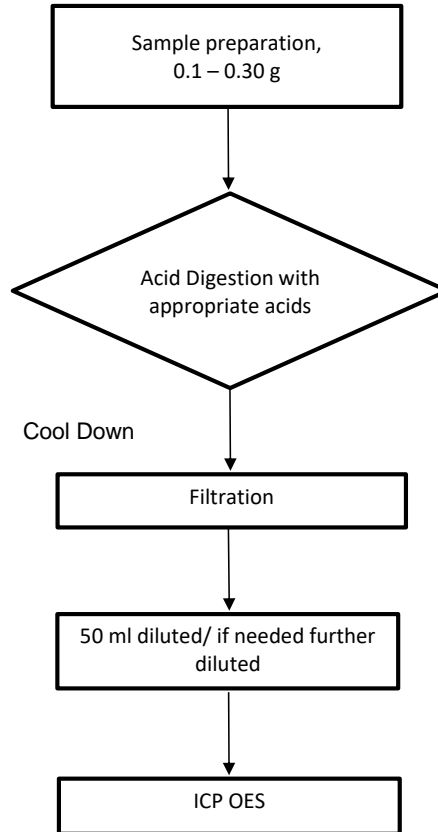 Sample preparation,
0.1 – 0.30 g
Acid Digestion with
appropriate acids
Cool Down
Filtration
50 ml diluted/ if needed further
diluted
ICP OES